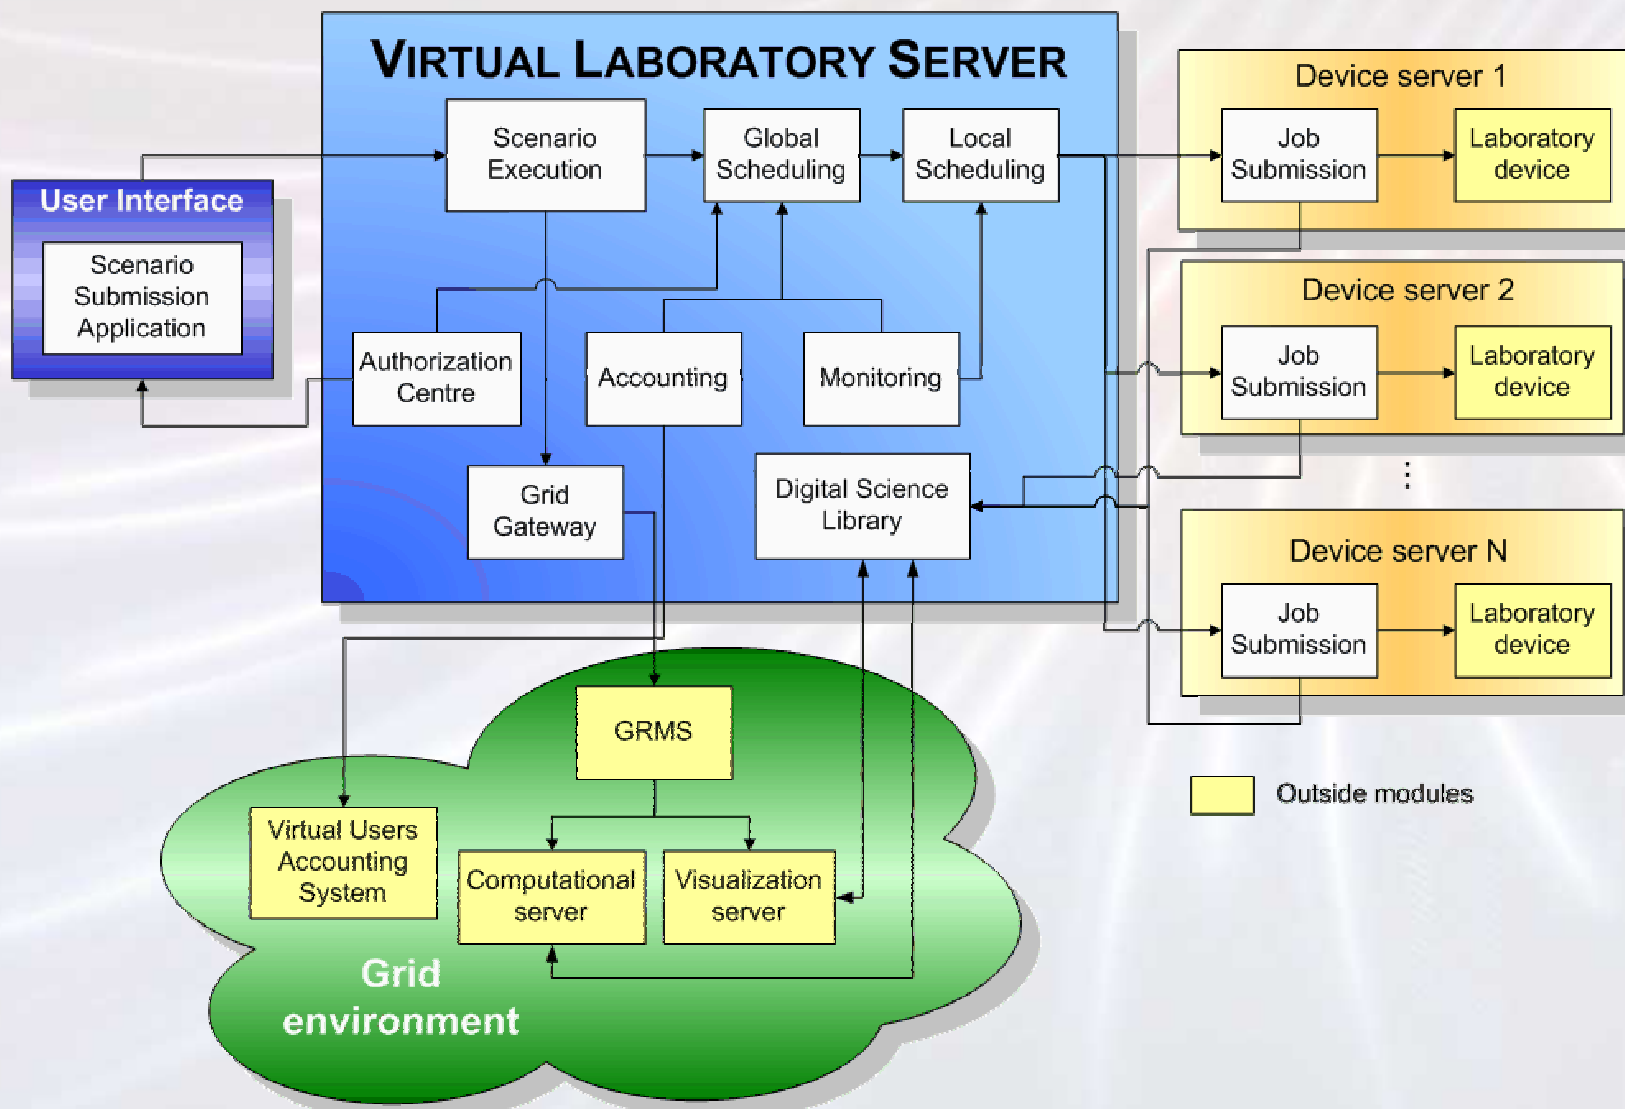 VIRTUAL LABORATORY SERVER
Scenario
Execution
Global
Scheduling
Local
Scheduling
User Interface
Scenario
Submission
Application
Authorization
Centre
Accounting
Monitoring
Grid
Gateway
Digital Science
Library
Device server 1
Job
Submission
Laboratory
device
Device server 2
Job
Submission
Laboratory
device
⋮
Device server N
Job
Submission
Laboratory
device
Outside modules
GRMS
Virtual Users
Accounting
System
Computational
server
Visualization
server
Grid
environment